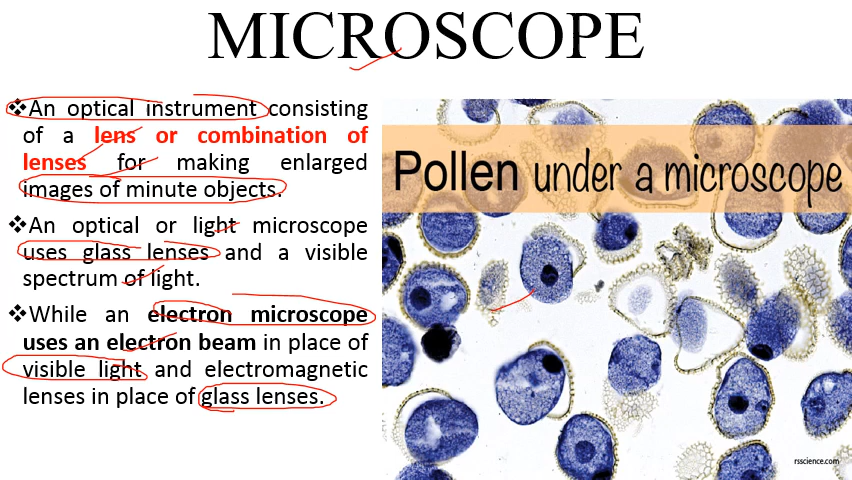 MICROSCOPE
❖An optical instrument consisting
of a lens or combination of
lenses for making enlarged
images of minute objects.
❖An optical or light microscope
uses glass lenses and a visible
spectrum of light.
❖While an electron microscope
uses an electron beam in place of
visible light and electromagnetic
lenses in place of glass lenses.
Pollen under a microscope
rsscience.com